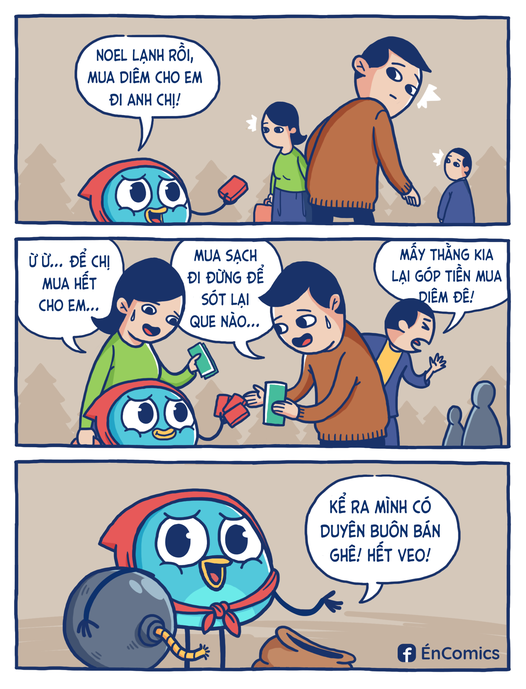 NOEL LẠNH RỒI,
MUA DIÊM CHO EM
ĐI ANH CHỊ!
Ừ Ừ... ĐỂ CHỊ
MUA HẾT
CHO EM...
MUA SẠCH
ĐI ĐỪNG ĐỂ
SÓT LẠI
QUE NÀO...
MẤY THẰNG KIA
LẠI GÓP TIỀN MUA
DIÊM ĐÊ!
KỂ RA MÌNH CÓ
DUYÊN BUÔN BÁN
GHÊ! HẾT VEO!
f ÉnComics